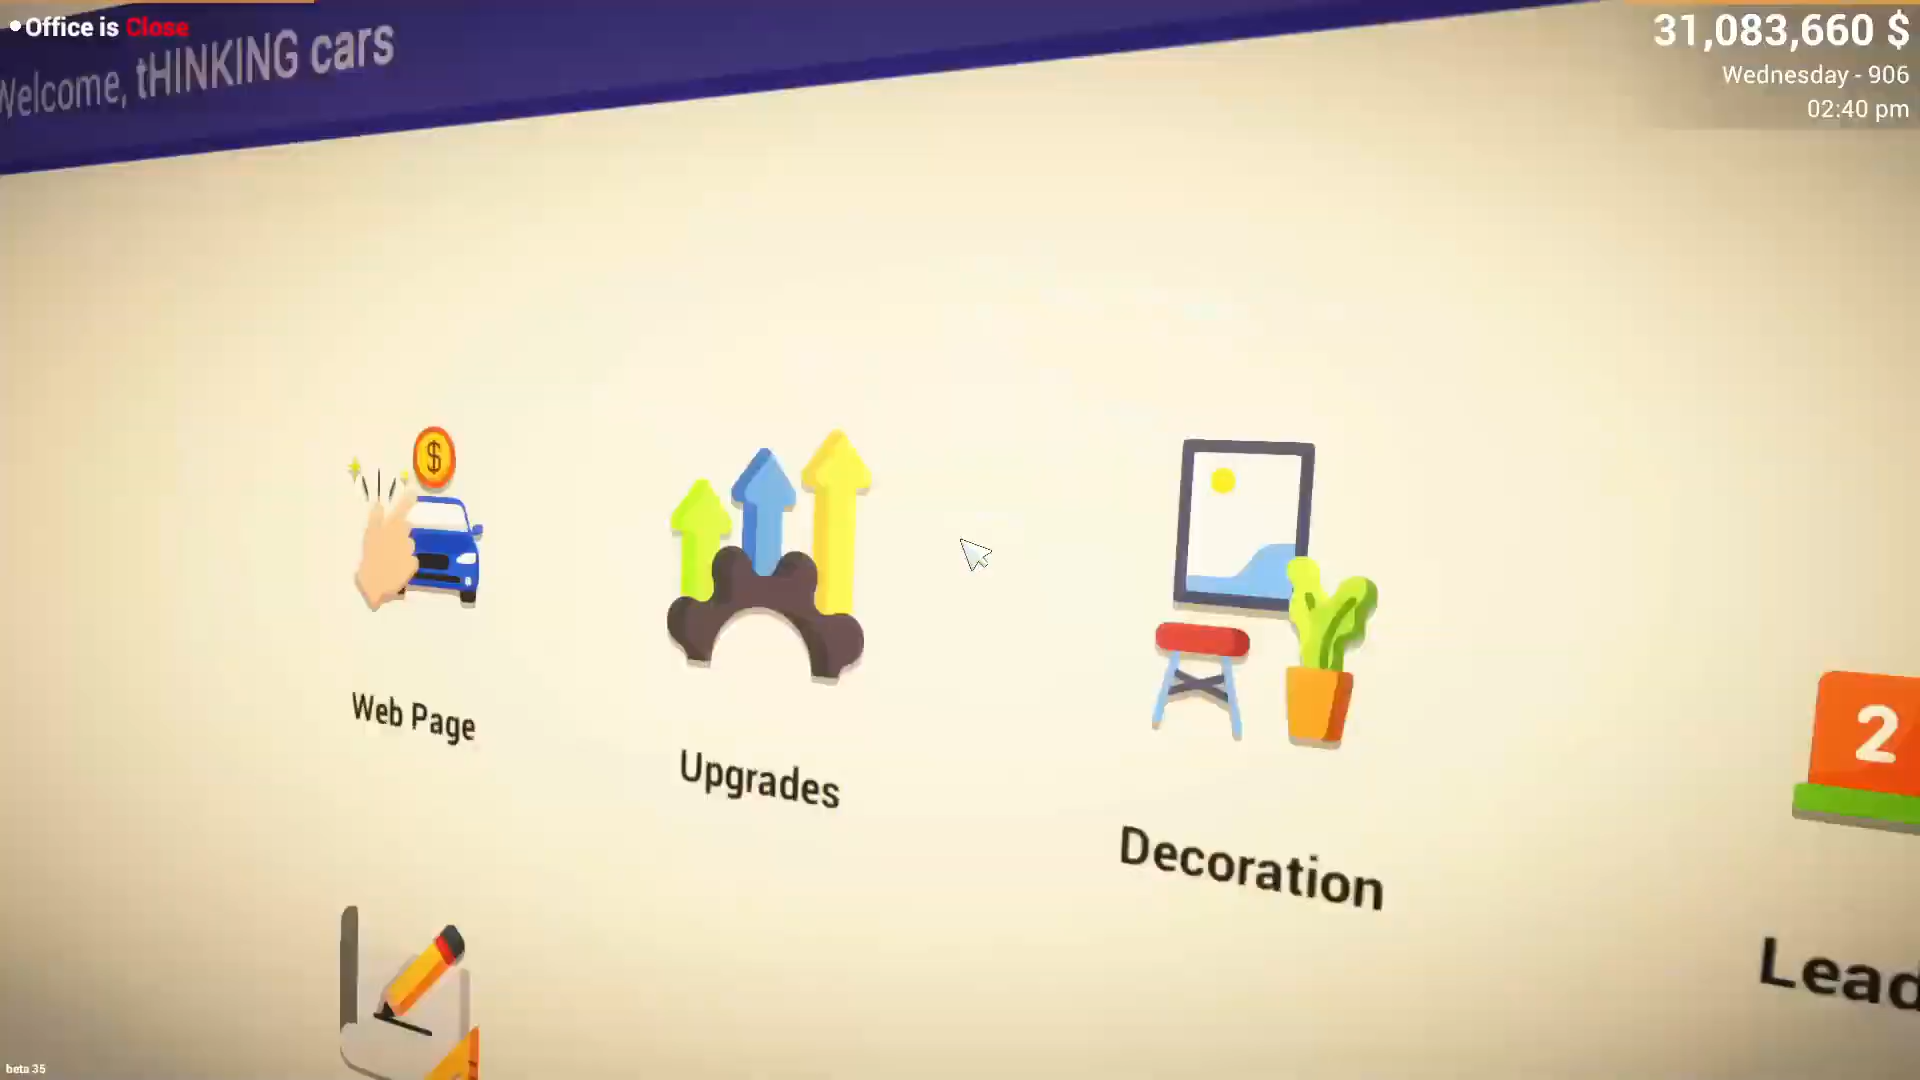 Office is Close
Welcome, tHINKING cars
31,083,660 $
Wednesday - 906
02:40 pm
$
Web Page
Upgrades
Decoration
2
beta 35